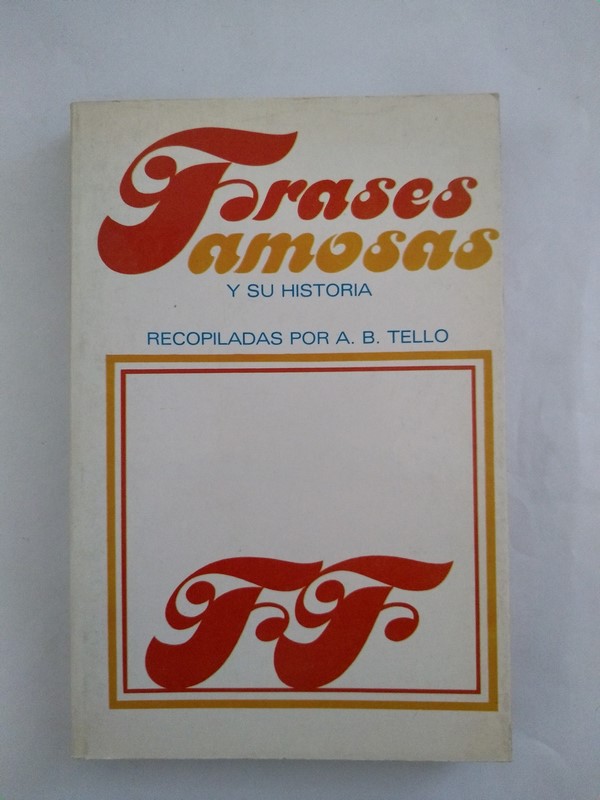 Frases
Famosas
Y SU HISTORIA
RECOPILADAS POR A. B. TELLO
FF